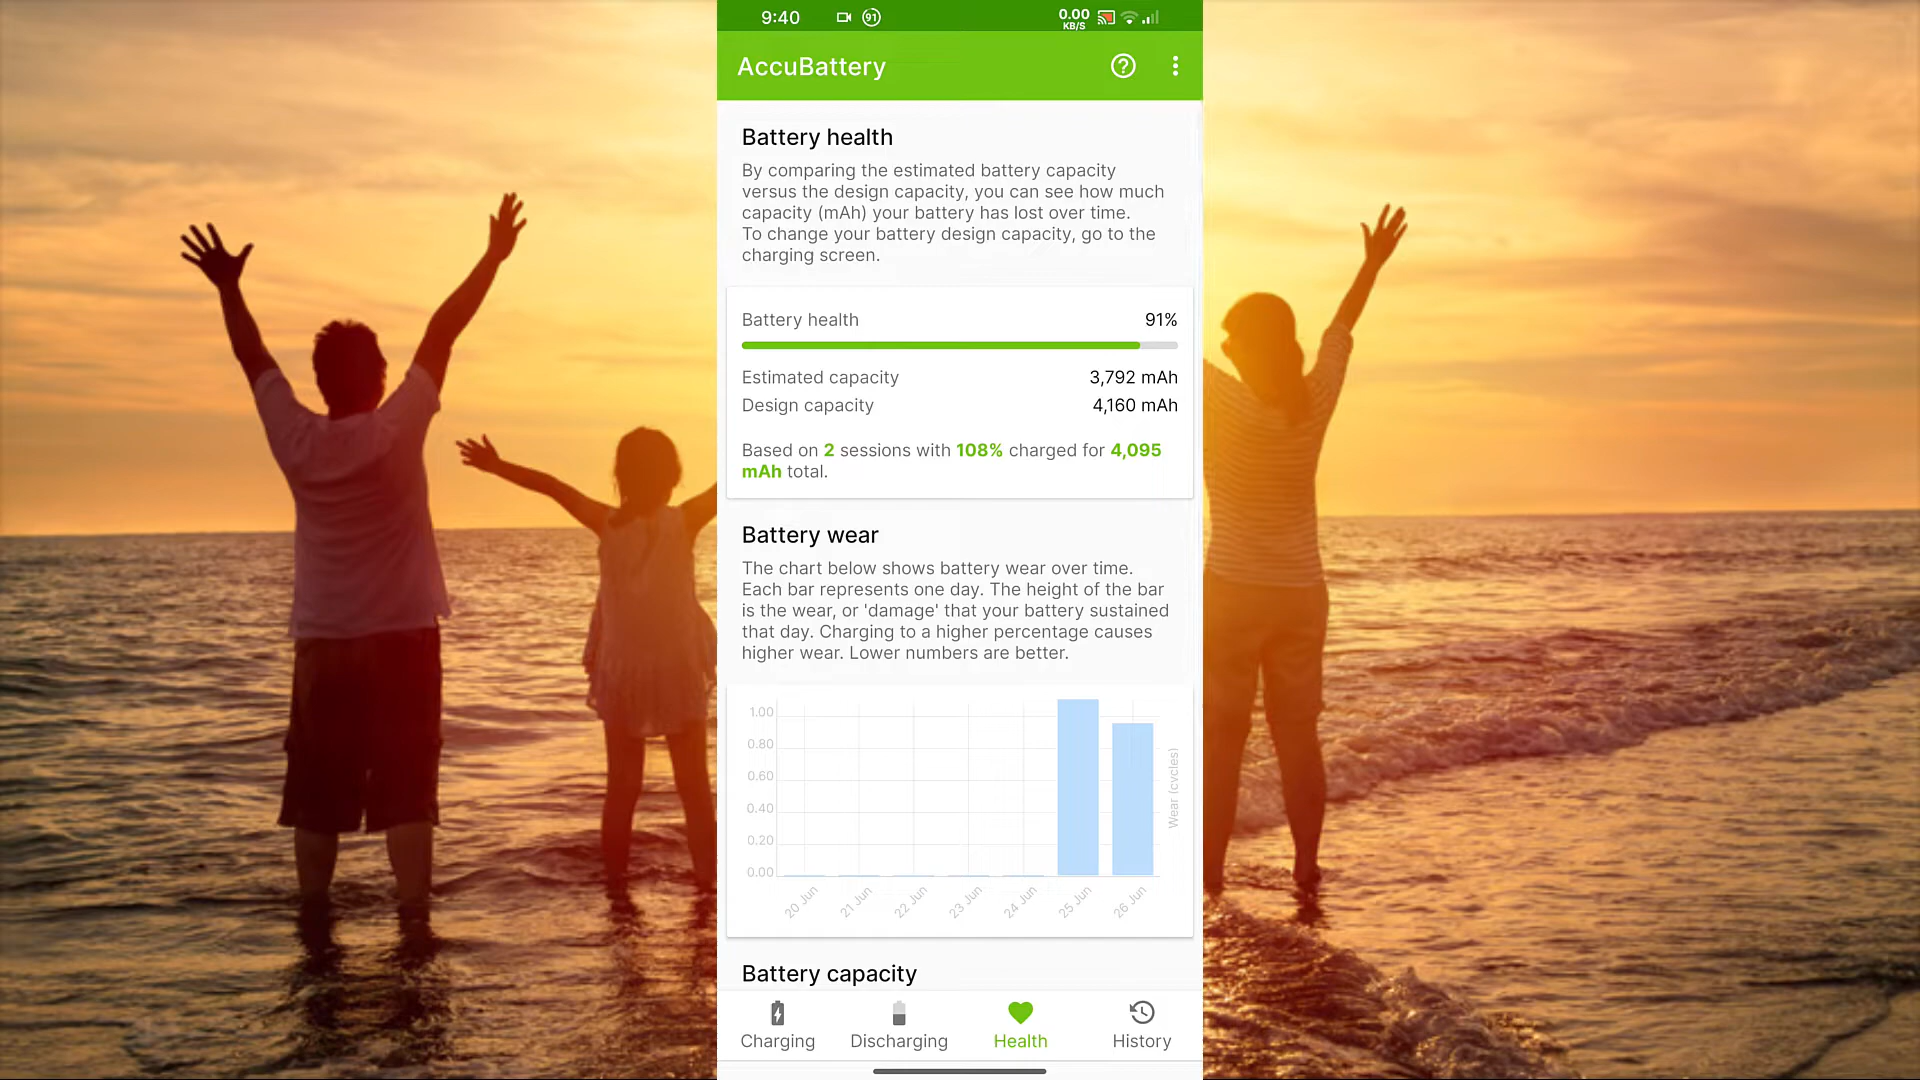 9:40
91
0.00
KB/S
AccuBattery
Battery health
By comparing the estimated battery capacity
versus the design capacity, you can see how much
capacity (mAh) your battery has lost over time.
To change your battery design capacity, go to the
charging screen.
Battery health 91%
Estimated capacity 3,792 mAh
Design capacity 4,160 mAh
Based on 2 sessions with 108% charged for 4,095
mAh total.
Battery wear
The chart below shows battery wear over time.
Each bar represents one day. The height of the bar
is the wear, or 'damage' that your battery sustained
that day. Charging to a higher percentage causes
higher wear. Lower numbers are better.
1.00
0.80
0.60
0.40
0.20
0.00
Wear (cycles)
20 Jun
21 Jun
22 Jun
23 Jun
24 Jun
25 Jun
26 Jun
Battery capacity
Charging
Discharging
Health
History